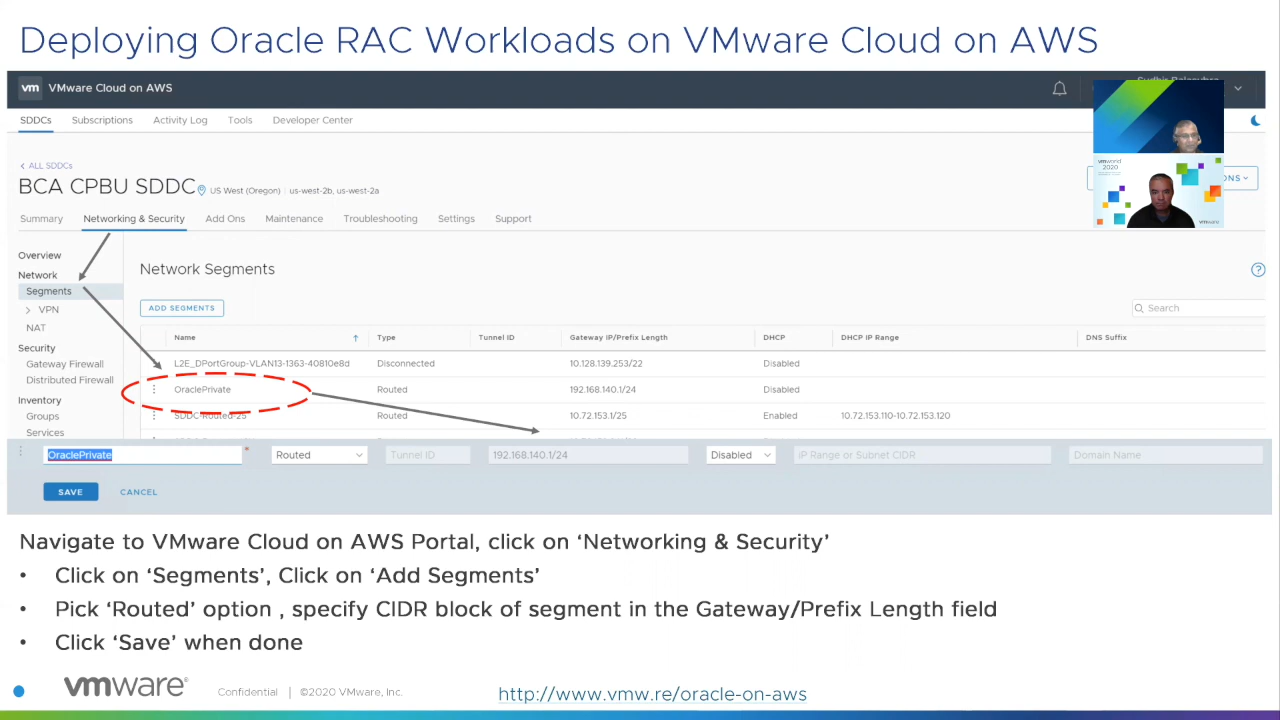 Deploying Oracle RAC Workloads on VMware Cloud on AWS
vm VMware Cloud on AWS
SDDCs Subscriptions Activity Log Tools Developer Center
ALL SDDCs
BCA CPBU SDDC US West (Oregon) us-west-2b, us-west-2a
vmworld
2020
vmware
Summary Networking & Security Add Ons Maintenance Troubleshooting Settings Support
Overview
Network
Segments
VPN
NAT
Security
Gateway Firewall
Distributed Firewall
Inventory
Groups
Services
Network Segments
ADD SEGMENTS
Search
Name Type Tunnel ID Gateway IP/Prefix Length DHCP DHCP IP Range DNS Suffix
L2E_DPortGroup-VLAN13-1363-40810e8d Disconnected 10.128.139.253/22 Disabled
OraclePrivate Routed 192.168.140.1/24 Disabled
SDDC-Routed-25 Routed 10.72.153.1/25 Enabled 10.72.153.110-10.72.153.120
OraclePrivate * Routed Tunnel ID 192.168.140.1/24 Disabled IP Range or Subnet CIDR Domain Name
SAVE CANCEL
Navigate to VMware Cloud on AWS Portal, click on ‘Networking & Security’
• Click on ‘Segments’, Click on ‘Add Segments’
• Pick ‘Routed’ option , specify CIDR block of segment in the Gateway/Prefix Length field
• Click ‘Save’ when done
vmware® Confidential | ©2020 VMware, Inc. http://www.vmw.re/oracle-on-aws